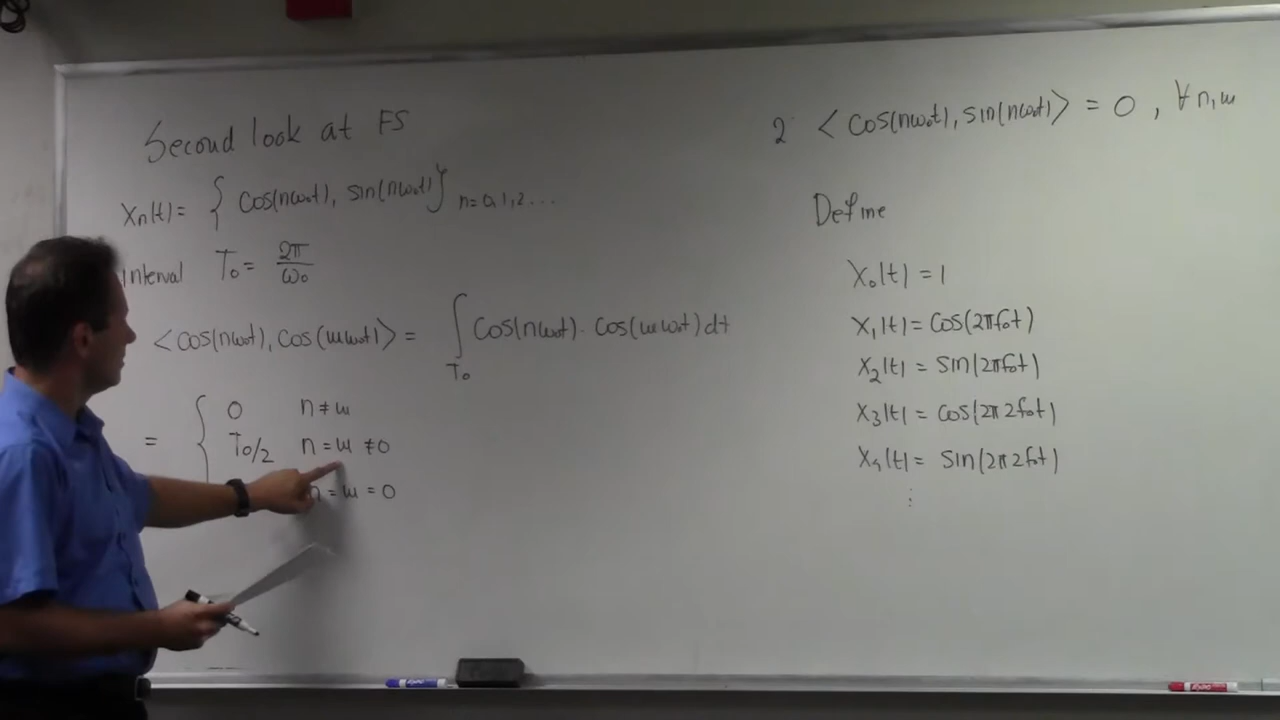 Second look at FS
Xn(t) = { cos(nω₀t), sin(nω₀t) } n=0,1,2...
interval T₀ = 2π/ω₀
<cos(nω₀t), cos(mω₀t)> = ∫T₀ cos(nω₀t) · cos(mω₀t) dt
= { 0 n ≠ m
T₀/2 n = m ≠ 0
n = m = 0
2 <cos(nω₀t), sin(nω₀t)> = 0, ∀ n,m
Define
X₀(t) = 1
X₁(t) = cos(2πf₀t)
X₂(t) = sin(2πf₀t)
X₃(t) = cos(2π2f₀t)
X₄(t) = sin(2π2f₀t)
⋮